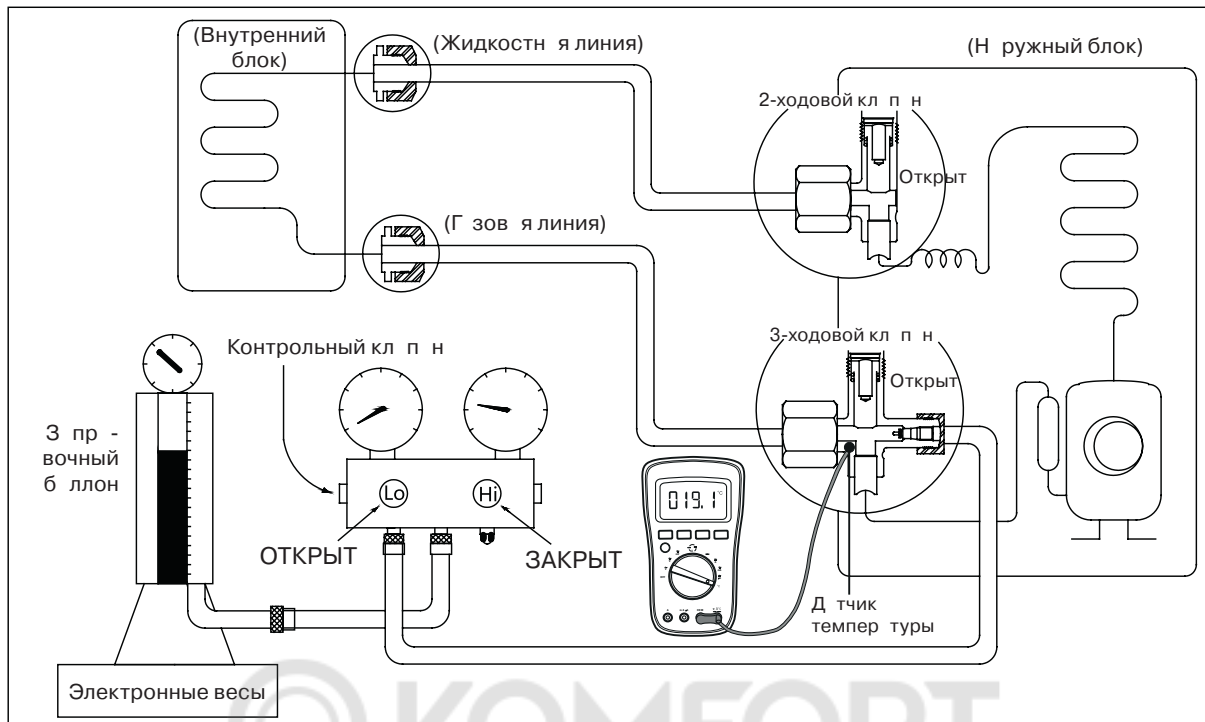 (Внутренний
блок)
(Жидкостн я линия)
(Н ружный блок)
2-ходовой кл п н
Открыт
(Г зов я линия)
3-ходовой кл п н
Открыт
Контрольный кл п н
З пр -
вочный
б ллон
Lo
Hi
ОТКРЫТ
ЗАКРЫТ
019.1 °C
Д тчик
темпер туры
Электронные весы
КОМFORT